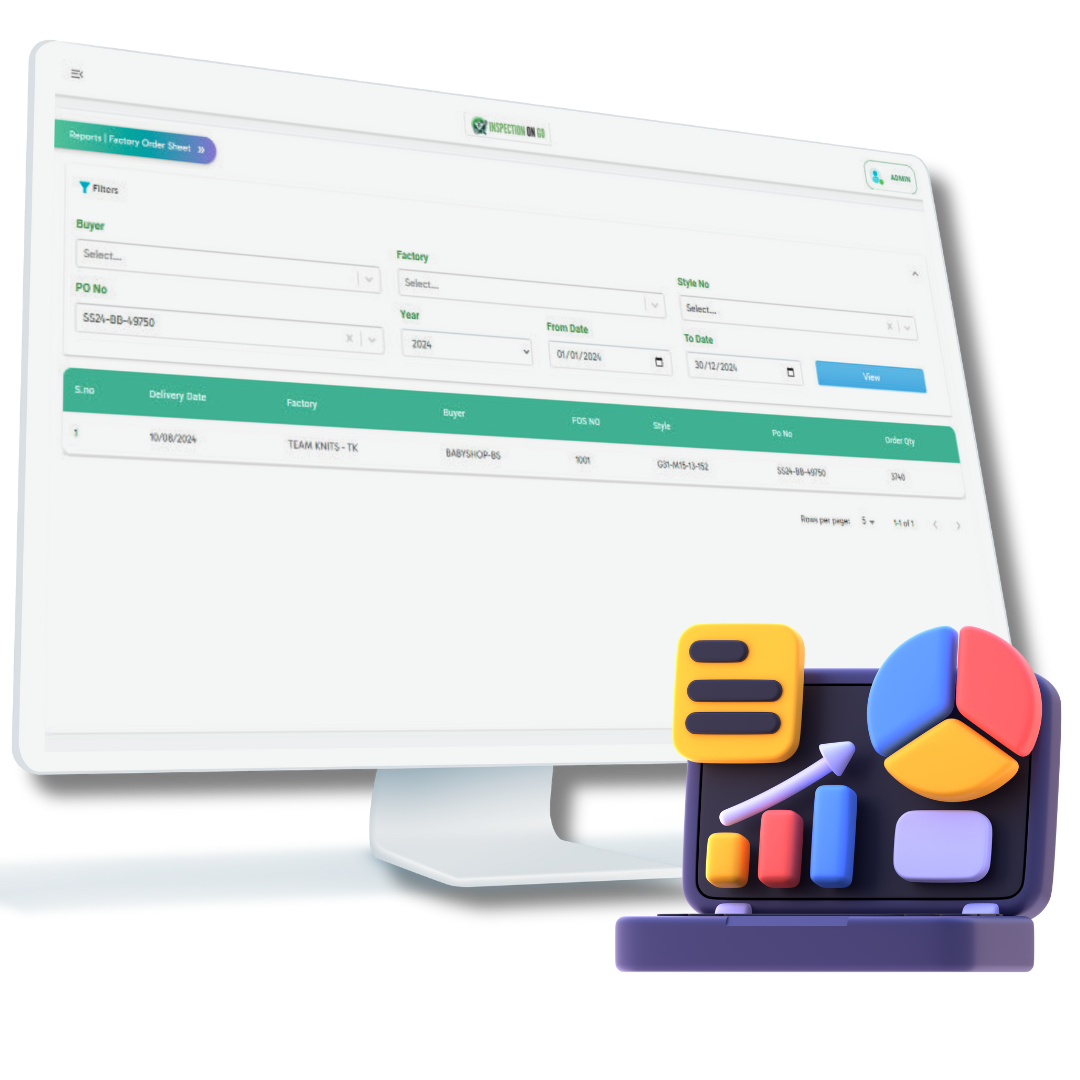 INSPECTION ON GO
ADMIN
Reports | Factory Order Sheet »
Filters
Buyer
Factory
Style No
Select...
Select...
Select...
PO No
Year
From Date
To Date
SS24-BB-49750
2024
01/01/2024
30/12/2024
View
S.no Delivery Date Factory Buyer FOS NO Style Po No Order Qty
1 10/08/2024 TEAM KNITS - TK BABYSHOP-BS 1001 G31-M15-13-152 SS24-BB-49750 3740
Rows per page: 5 1-1 of 1